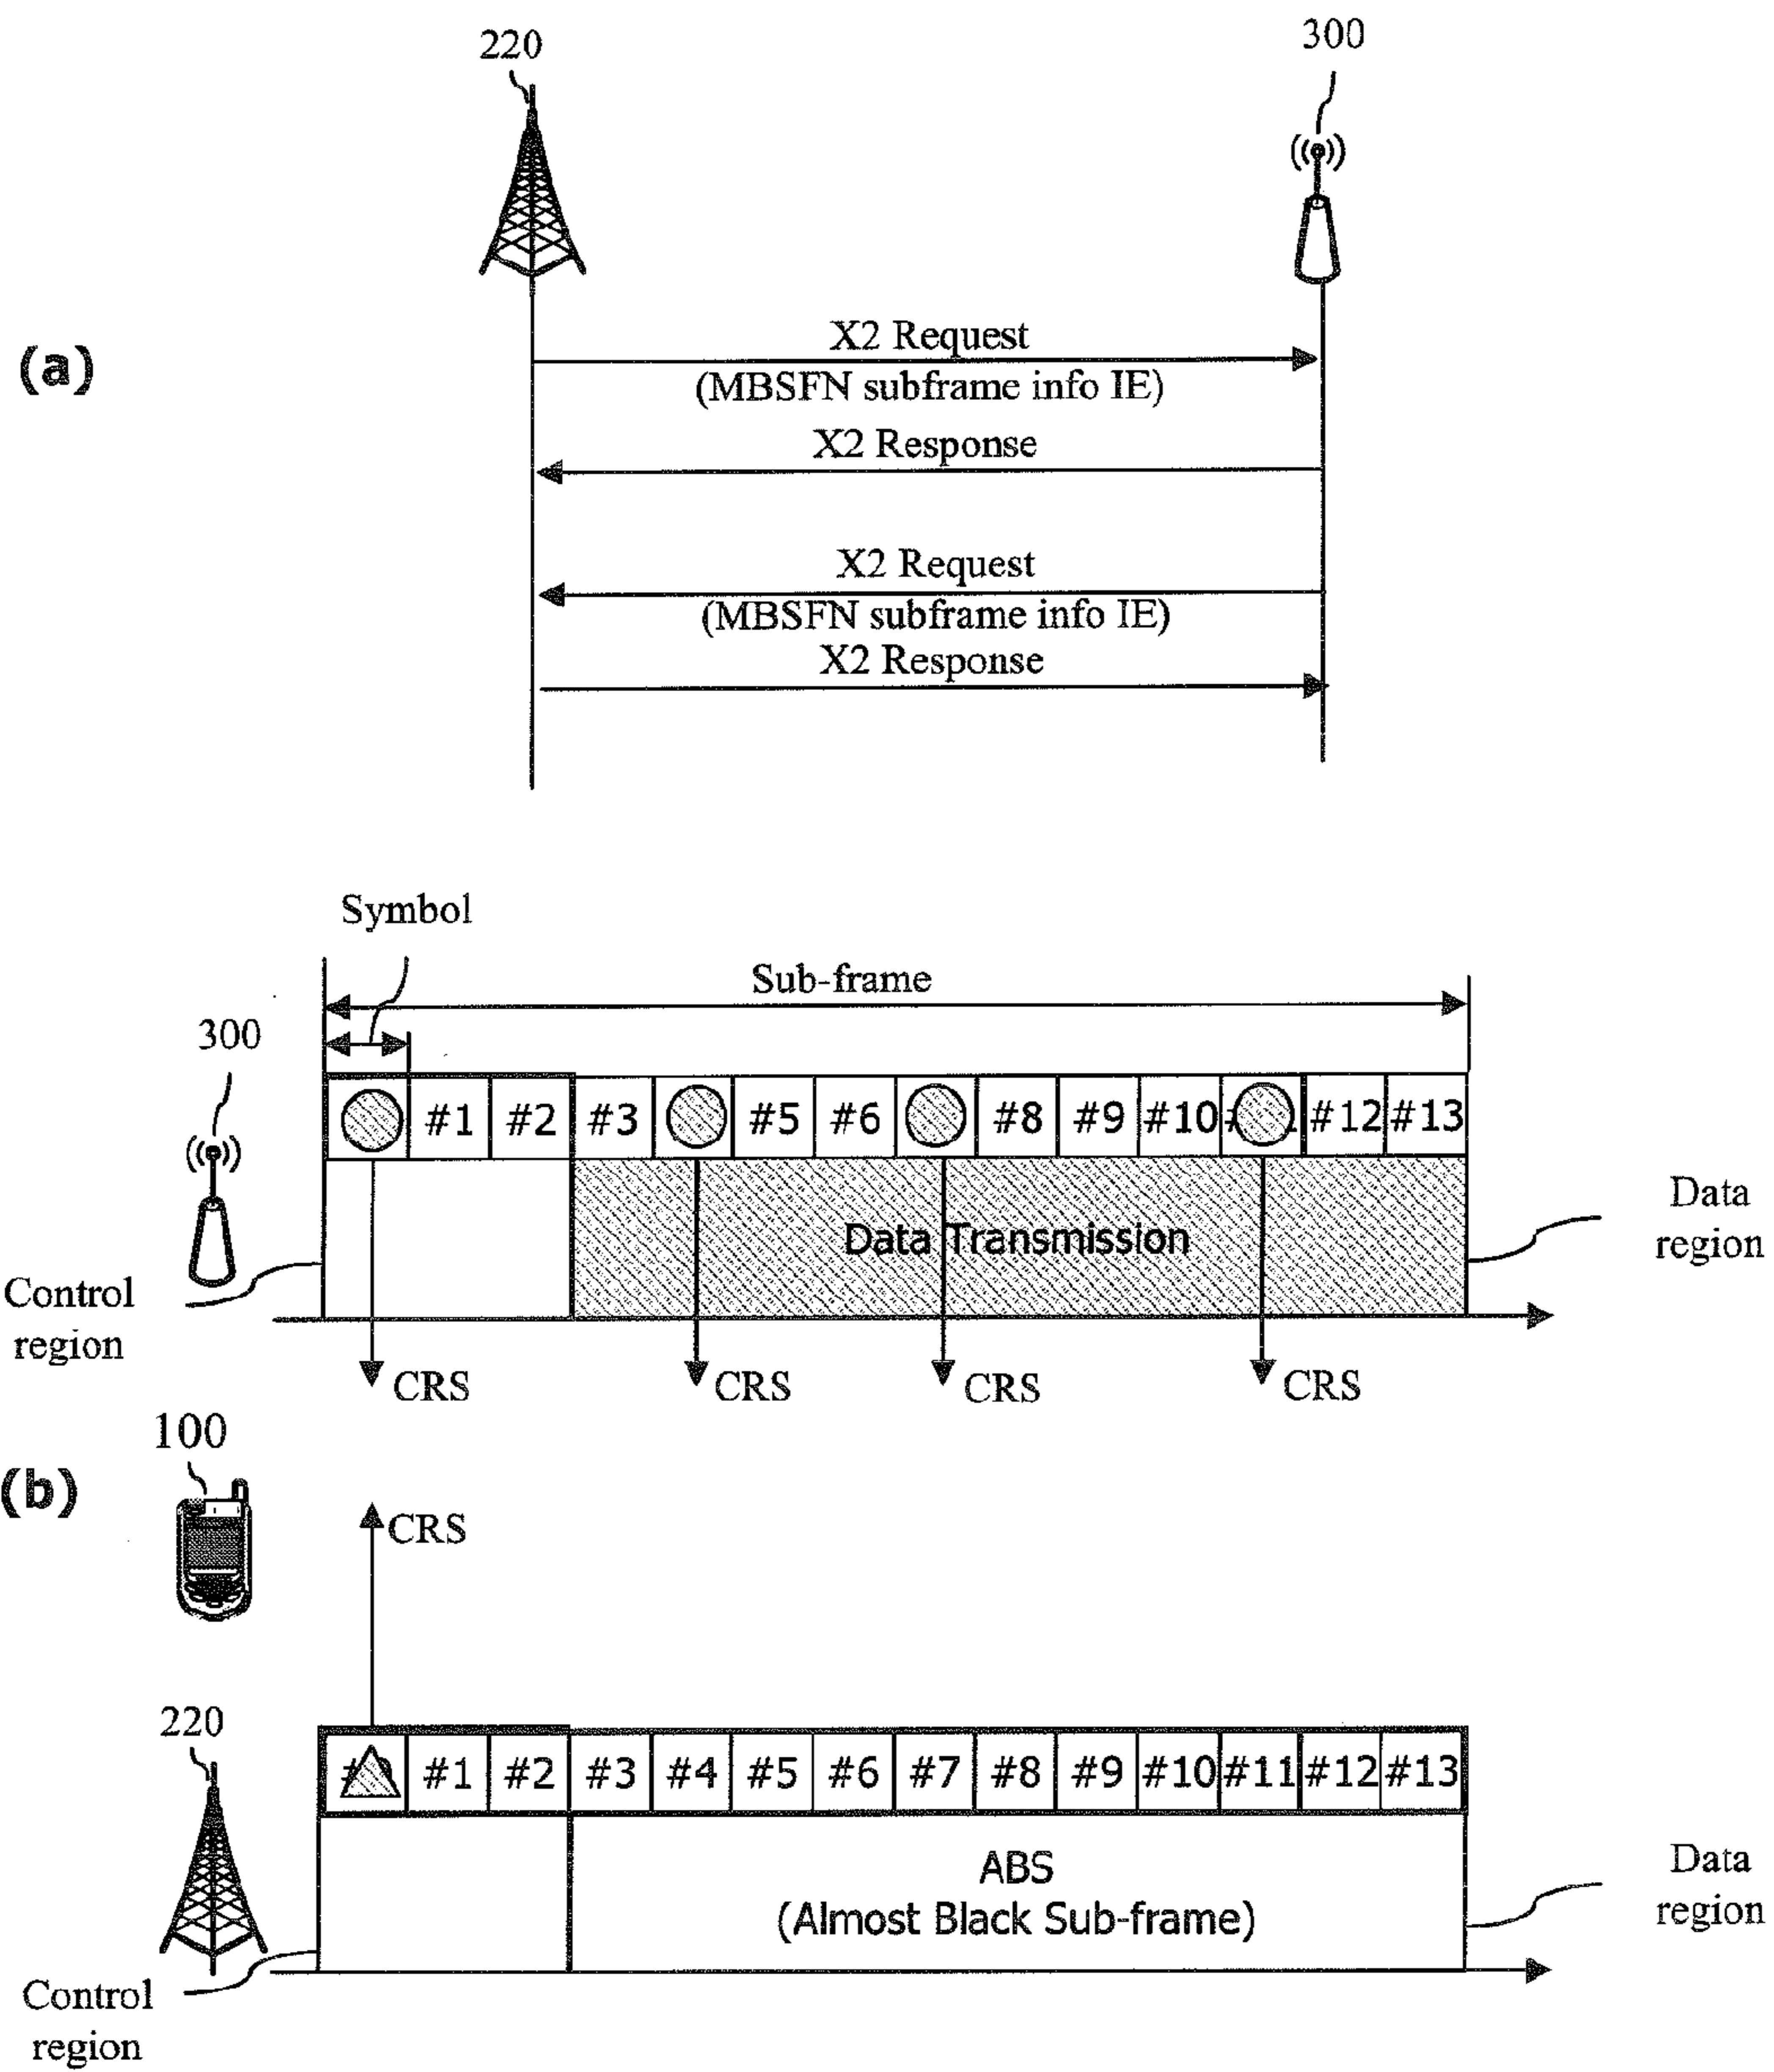 220
300
(a)
X2 Request
(MBSFN subframe info IE)
X2 Response
X2 Request
(MBSFN subframe info IE)
X2 Response
Symbol
Sub-frame
300
#1 #2 #3 #5 #6 #8 #9 #10 #12 #13
Data Transmission
Data
region
Control
region
CRS CRS CRS CRS
100
(b)
CRS
220
#1 #2 #3 #4 #5 #6 #7 #8 #9 #10 #11 #12 #13
ABS
(Almost Black Sub-frame)
Data
region
Control
region